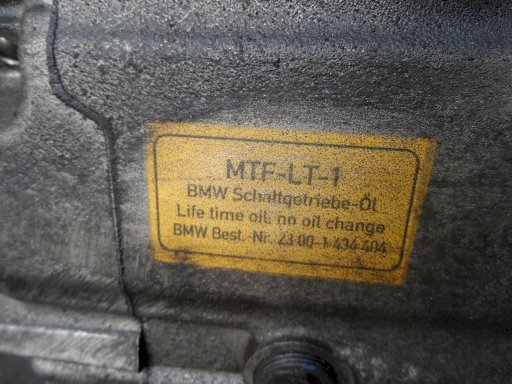 MTF-LT-1
BMW Schaltgetriebe-Öl
Life time oil, no oil change
BMW Best.-Nr. 23 00-1 434 404